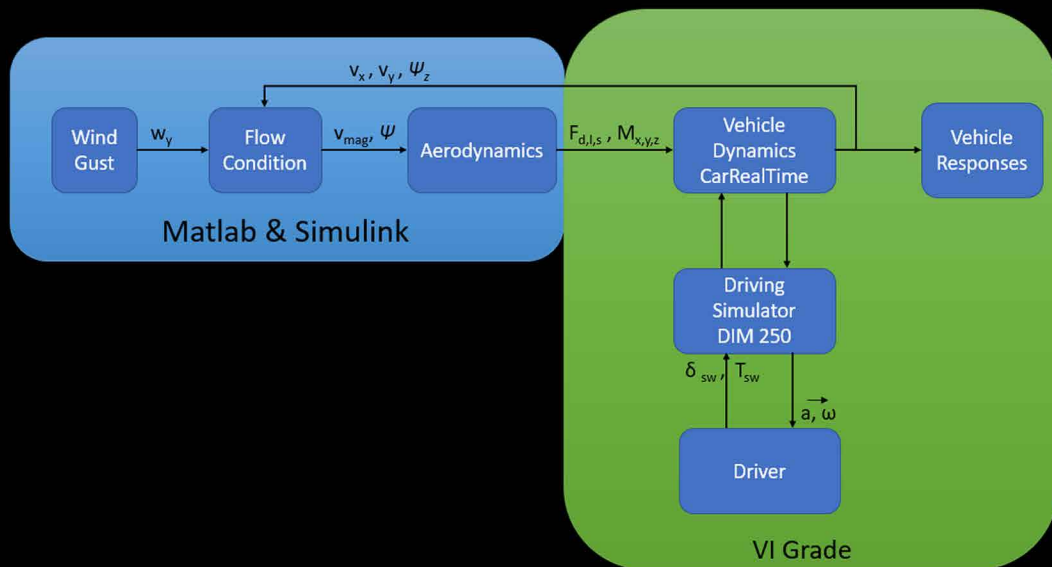 vx , vy , Ψz
Wind
Gust
wy
Flow
Condition
vmag, Ψ
Aerodynamics
Fd,l,s , Mx,y,z
Vehicle
Dynamics
CarRealTime
Vehicle
Responses
Matlab & Simulink
Driving
Simulator
DIM 250
δ sw , Tsw
a, ω
Driver
VI Grade